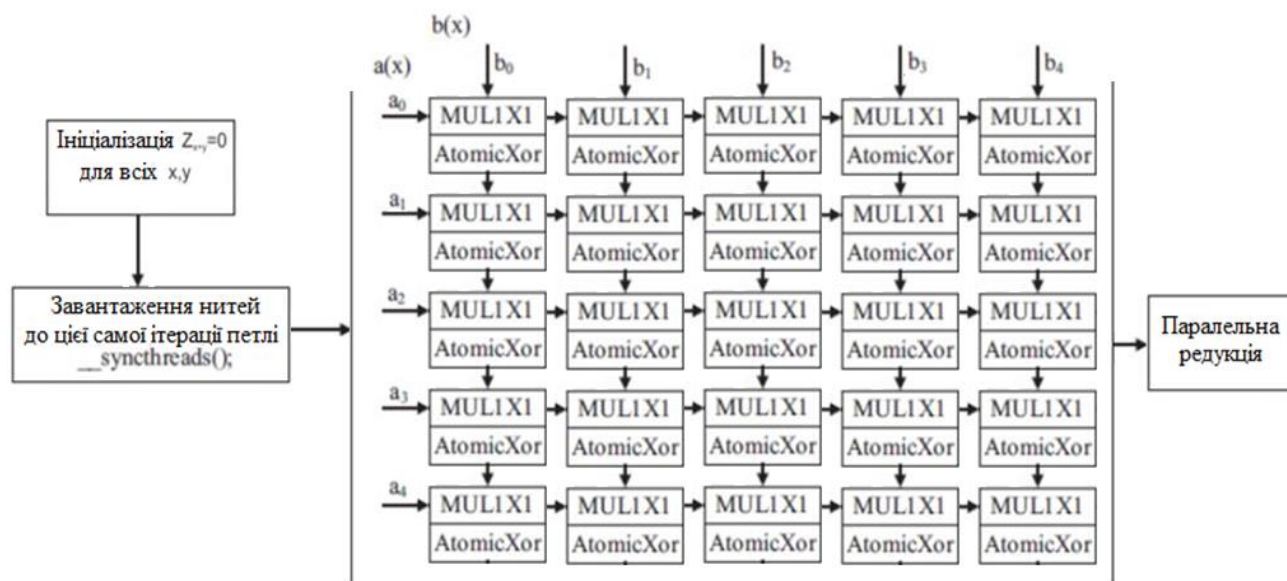 b(x)
a(x)
b₀ b₁ b₂ b₃ b₄
a₀
MUL1X1 MUL1X1 MUL1X1 MUL1X1 MUL1X1
AtomicXor AtomicXor AtomicXor AtomicXor AtomicXor
a₁
MUL1X1 MUL1X1 MUL1X1 MUL1X1 MUL1X1
AtomicXor AtomicXor AtomicXor AtomicXor AtomicXor
a₂
MUL1X1 MUL1X1 MUL1X1 MUL1X1 MUL1X1
AtomicXor AtomicXor AtomicXor AtomicXor AtomicXor
a₃
MUL1X1 MUL1X1 MUL1X1 MUL1X1 MUL1X1
AtomicXor AtomicXor AtomicXor AtomicXor AtomicXor
a₄
MUL1X1 MUL1X1 MUL1X1 MUL1X1 MUL1X1
AtomicXor AtomicXor AtomicXor AtomicXor AtomicXor
Ініціалізація Zₓ₊ᵧ=0
для всіх x,y
Завантаження нитей
до цієї самої ітерації петлі
__syncthreads();
Паралельна
редукція